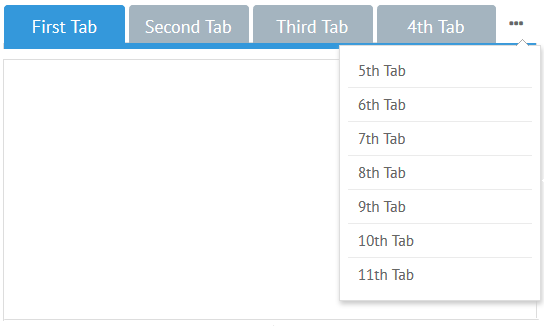 First Tab Second Tab Third Tab 4th Tab •••
5th Tab
6th Tab
7th Tab
8th Tab
9th Tab
10th Tab
11th Tab